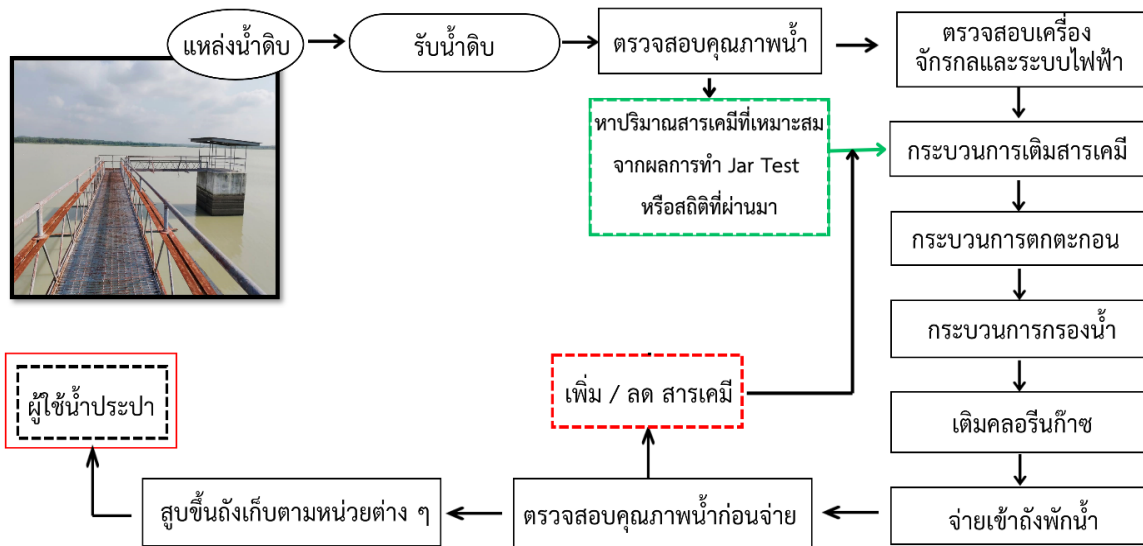 แหล่งน้ำดิบ
รับน้ำดิบ
ตรวจสอบคุณภาพน้ำ
ตรวจสอบเครื่อง
จักรกลและระบบไฟฟ้า
หาปริมาณสารเคมีที่เหมาะสม
จากผลการทำ Jar Test
หรือสถิติที่ผ่านมา
กระบวนการเติมสารเคมี
กระบวนการตกตะกอน
กระบวนการกรองน้ำ
เติมคลอรีนก๊าซ
จ่ายเข้าถังพักน้ำ
ตรวจสอบคุณภาพน้ำก่อนจ่าย
เพิ่ม / ลด สารเคมี
สูบขึ้นถังเก็บตามหน่วยต่าง ๆ
ผู้ใช้น้ำประปา